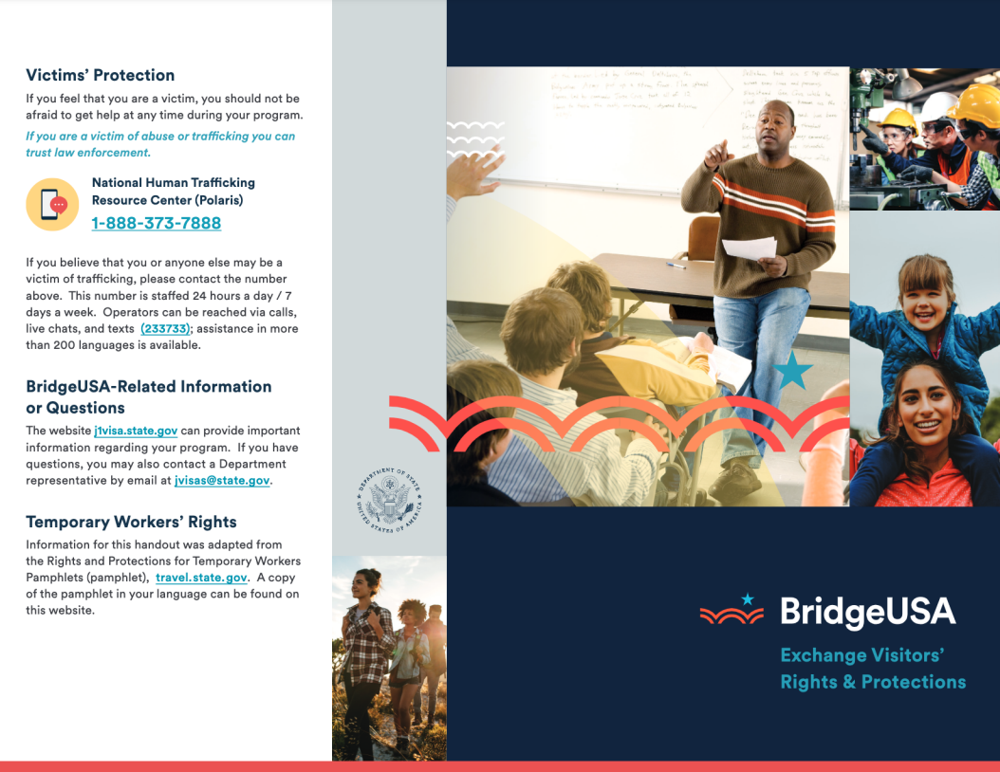 Victims’ Protection
If you feel that you are a victim, you should not be
afraid to get help at any time during your program.
If you are a victim of abuse or trafficking you can
trust law enforcement.
National Human Trafficking
Resource Center (Polaris)
1-888-373-7888
If you believe that you or anyone else may be a
victim of trafficking, please contact the number
above.  This number is staffed 24 hours a day / 7
days a week.  Operators can be reached via calls,
live chats, and texts  (233733); assistance in more
than 200 languages is available.
BridgeUSA-Related Information
or Questions
The website j1visa.state.gov can provide important
information regarding your program.  If you have
questions, you may also contact a Department
representative by email at jvisas@state.gov.
Temporary Workers’ Rights
Information for this handout was adapted from
the Rights and Protections for Temporary Workers
Pamphlets (pamphlet),  travel.state.gov.  A copy
of the pamphlet in your language can be found on
this website.
DEPARTMENT OF STATE
UNITED STATES OF AMERICA
BridgeUSA
Exchange Visitors’
Rights & Protections